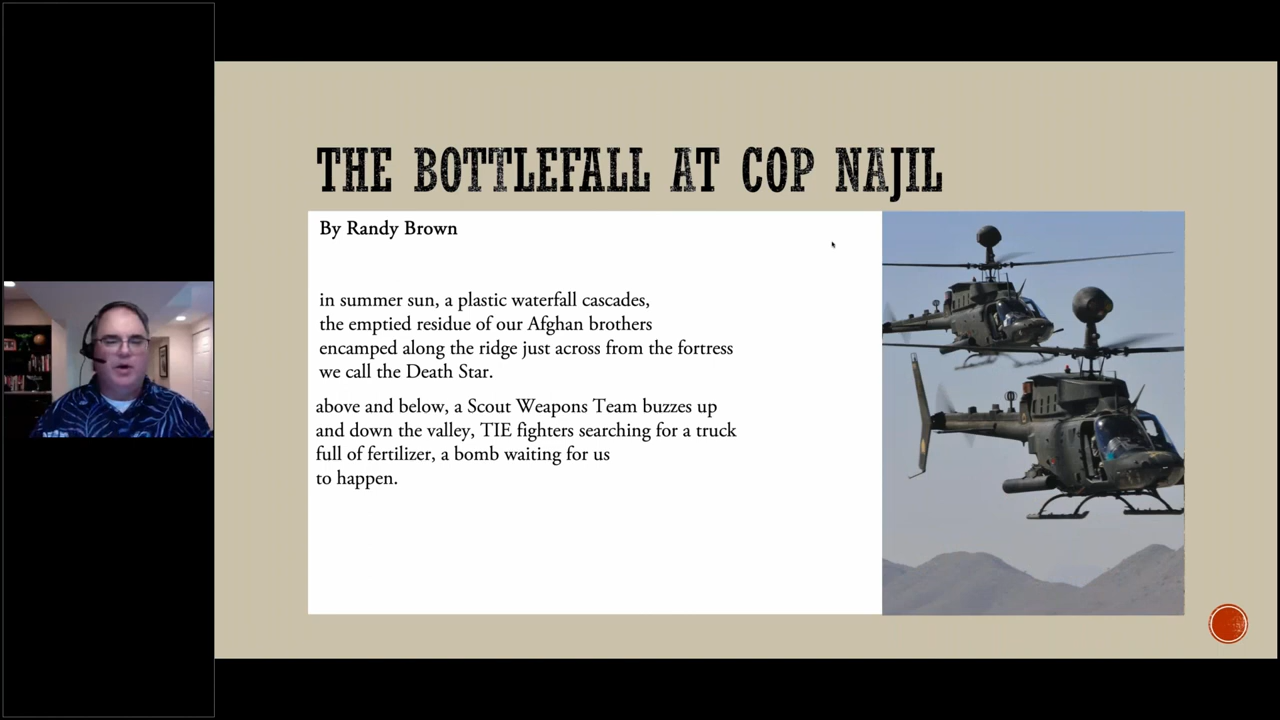 THE BOTTLEFALL AT COP NAJIL
By Randy Brown
in summer sun, a plastic waterfall cascades,
the emptied residue of our Afghan brothers
encamped along the ridge just across from the fortress
we call the Death Star.
above and below, a Scout Weapons Team buzzes up
and down the valley, TIE fighters searching for a truck
full of fertilizer, a bomb waiting for us
to happen.